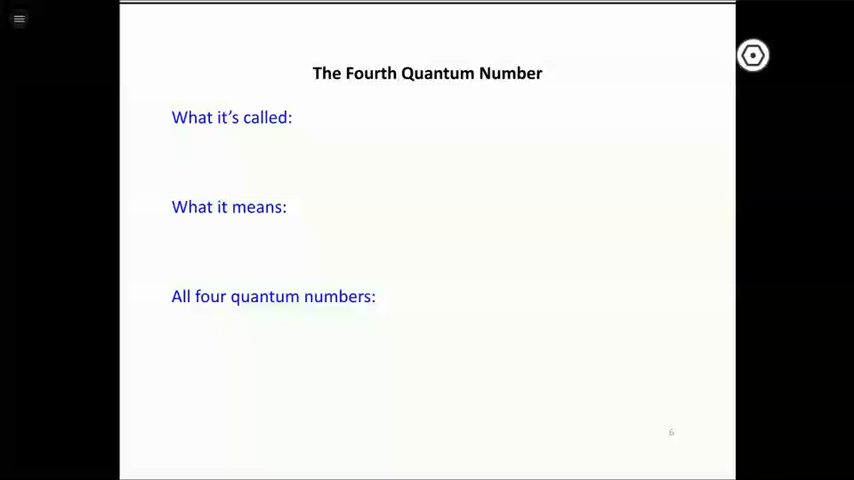 The Fourth Quantum Number
What it’s called:
What it means:
All four quantum numbers:
6